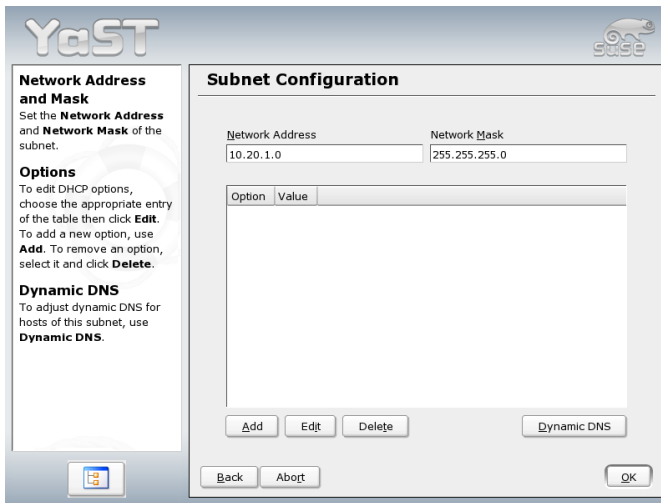 YaST
SUSE
Network Address
and Mask
Set the Network Address
and Network Mask of the
subnet.
Options
To edit DHCP options,
choose the appropriate entry
of the table then click Edit.
To add a new option, use
Add. To remove an option,
select it and click Delete.
Dynamic DNS
To adjust dynamic DNS for
hosts of this subnet, use
Dynamic DNS.
Subnet Configuration
Network Address Network Mask
10.20.1.0 255.255.255.0
Option Value
Add Edit Delete Dynamic DNS
Back Abort OK